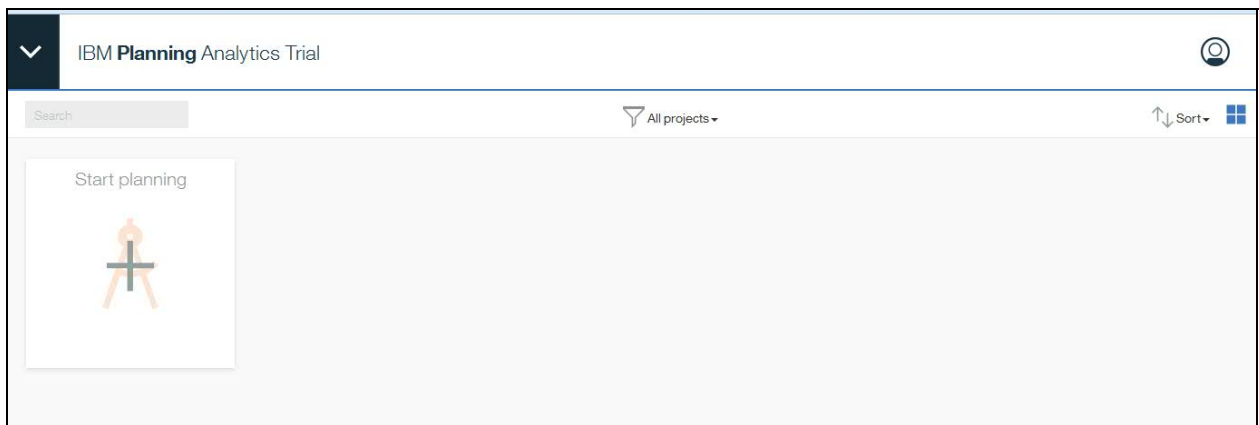 IBM Planning Analytics Trial
Search
All projects
Sort
Start planning